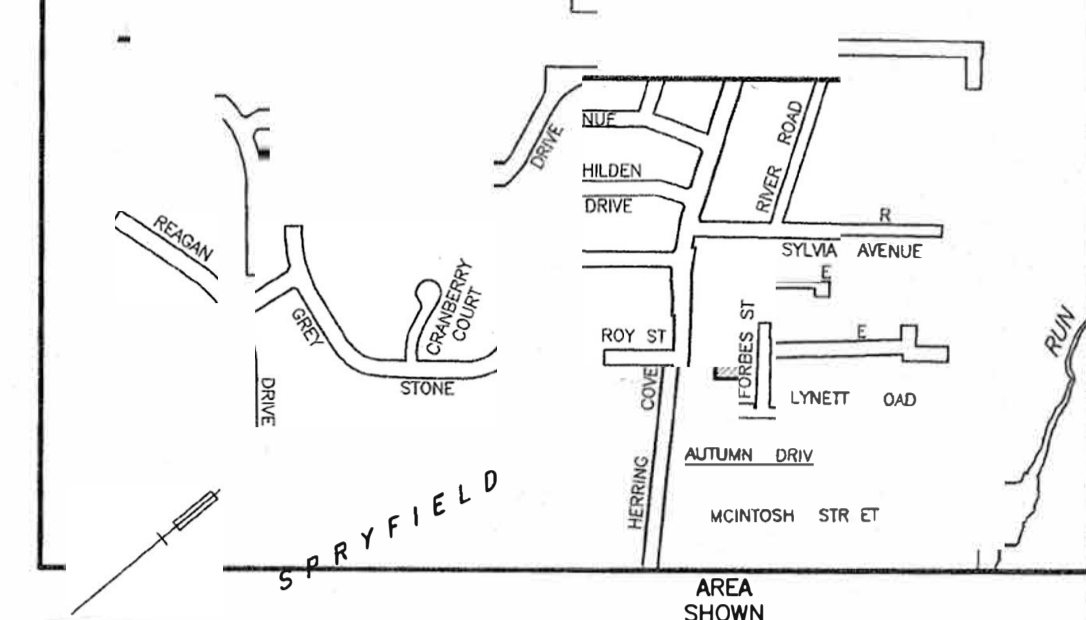 DRIVE
NUE
RIVER ROAD
HILDEN
DRIVE
REAGAN
R
SYLVIA AVENUE
E
CRANBERRY
COURT
GREY
STONE
ROY ST
FORBES ST
E
RUN
DRIVE
LYNETT OAD
HERRING COVE
AUTUMN DRIV
SPRYFIELD
MCINTOSH STR ET
AREA
SHOWN